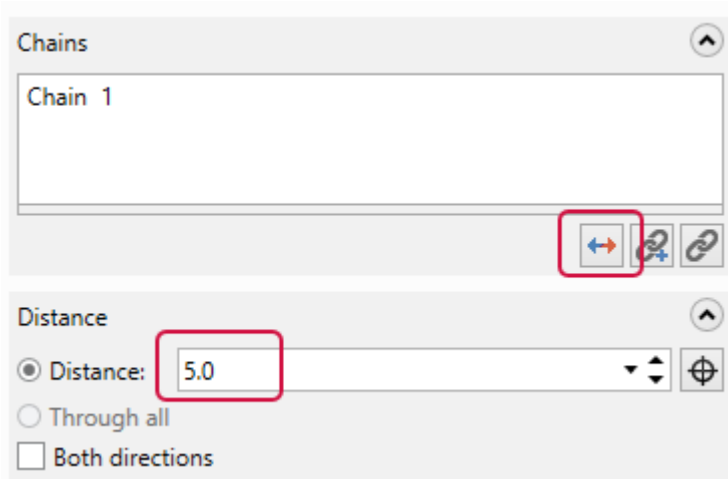 Chains
Chain 1
Distance
Distance: 5.0
Through all
Both directions